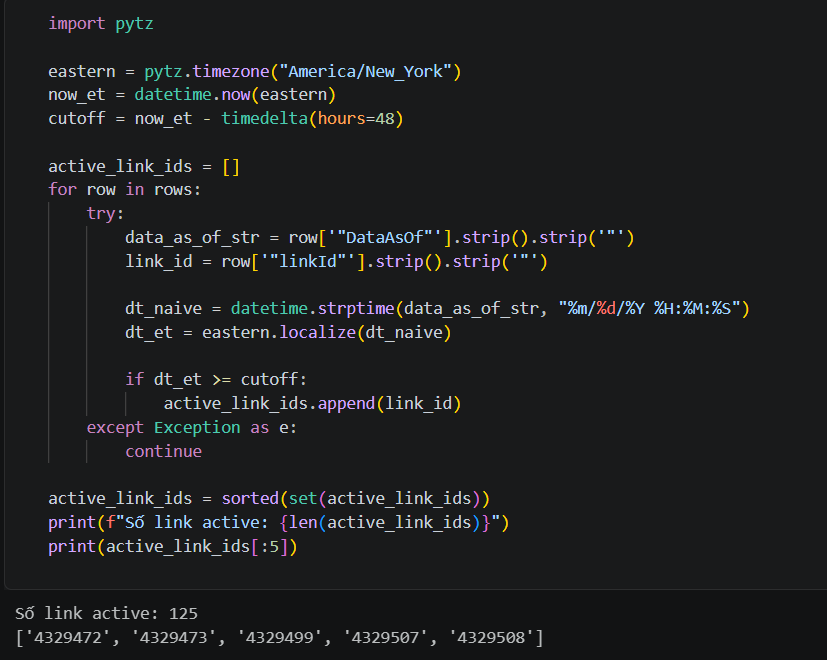 import pytz
eastern = pytz.timezone("America/New_York")
now_et = datetime.now(eastern)
cutoff = now_et - timedelta(hours=48)
active_link_ids = []
for row in rows:
try:
data_as_of_str = row['"DataAsOf"'].strip().strip('"')
link_id = row['"linkId"'].strip().strip('"')
dt_naive = datetime.strptime(data_as_of_str, "%m/%d/%Y %H:%M:%S")
dt_et = eastern.localize(dt_naive)
if dt_et >= cutoff:
active_link_ids.append(link_id)
except Exception as e:
continue
active_link_ids = sorted(set(active_link_ids))
print(f"Số link active: {len(active_link_ids)}")
print(active_link_ids[:5])
Số link active: 125
['4329472', '4329473', '4329499', '4329507', '4329508']